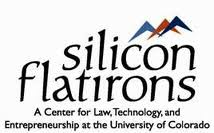 silicon
flatirons
A Center for Law, Technology, and
Entrepreneurship at the University of Colorado